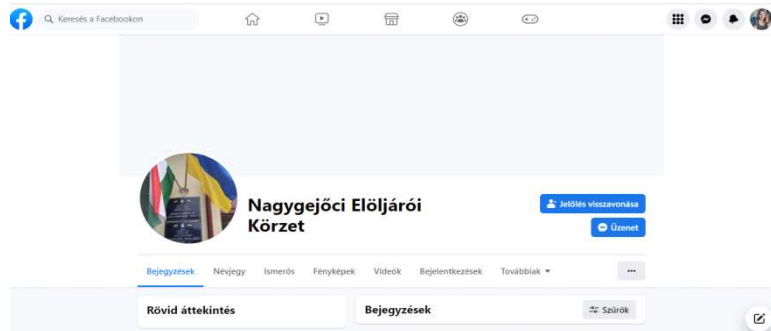 Keresés a Facebookon
Nagygejőci Elöljárói
Körzet
Jelölés visszavonása
Üzenet
Bejegyzések Névjegy Ismerős Fényképek Videók Bejelentkezések Továbbiak
Rövid áttekintés
Bejegyzések
Szűrők